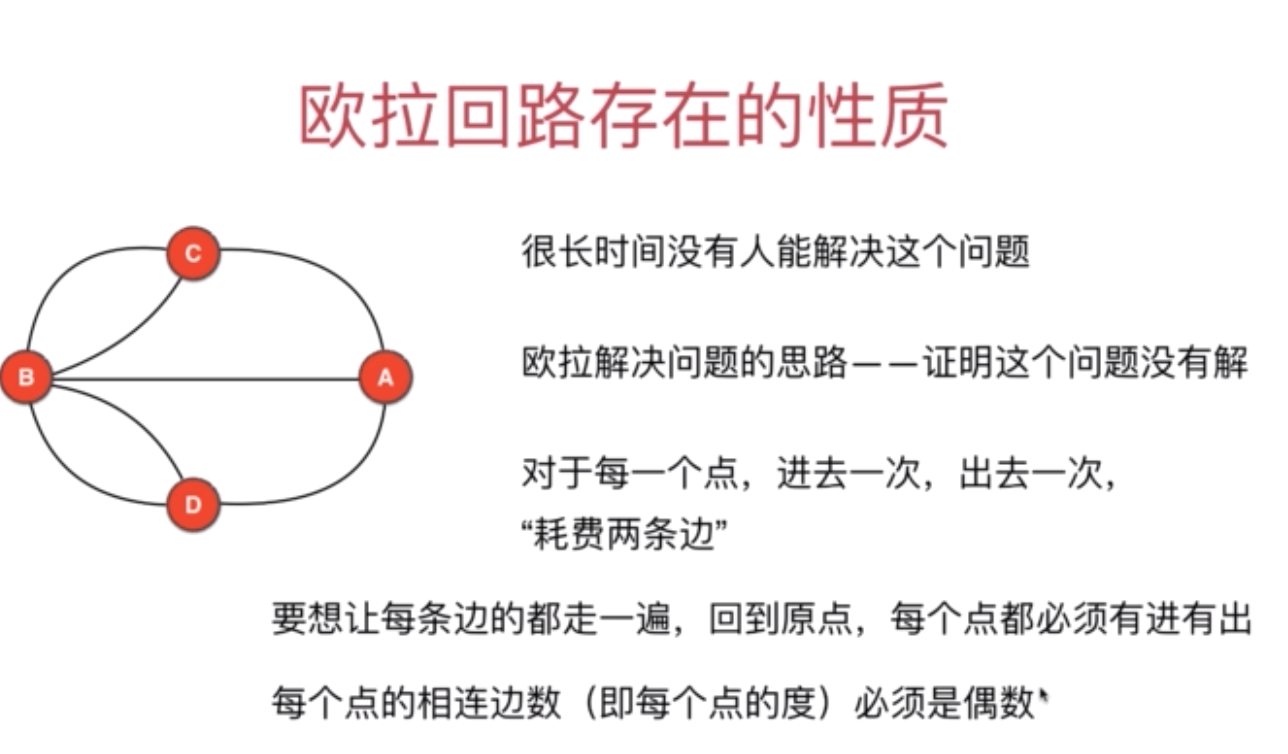 欧拉回路存在的性质
C
B
A
D
很长时间没有人能解决这个问题
欧拉解决问题的思路——证明这个问题没有解
对于每一个点，进去一次，出去一次，
“耗费两条边”
要想让每条边的都走一遍，回到原点，每个点都必须有进有出
每个点的相连边数（即每个点的度）必须是偶数